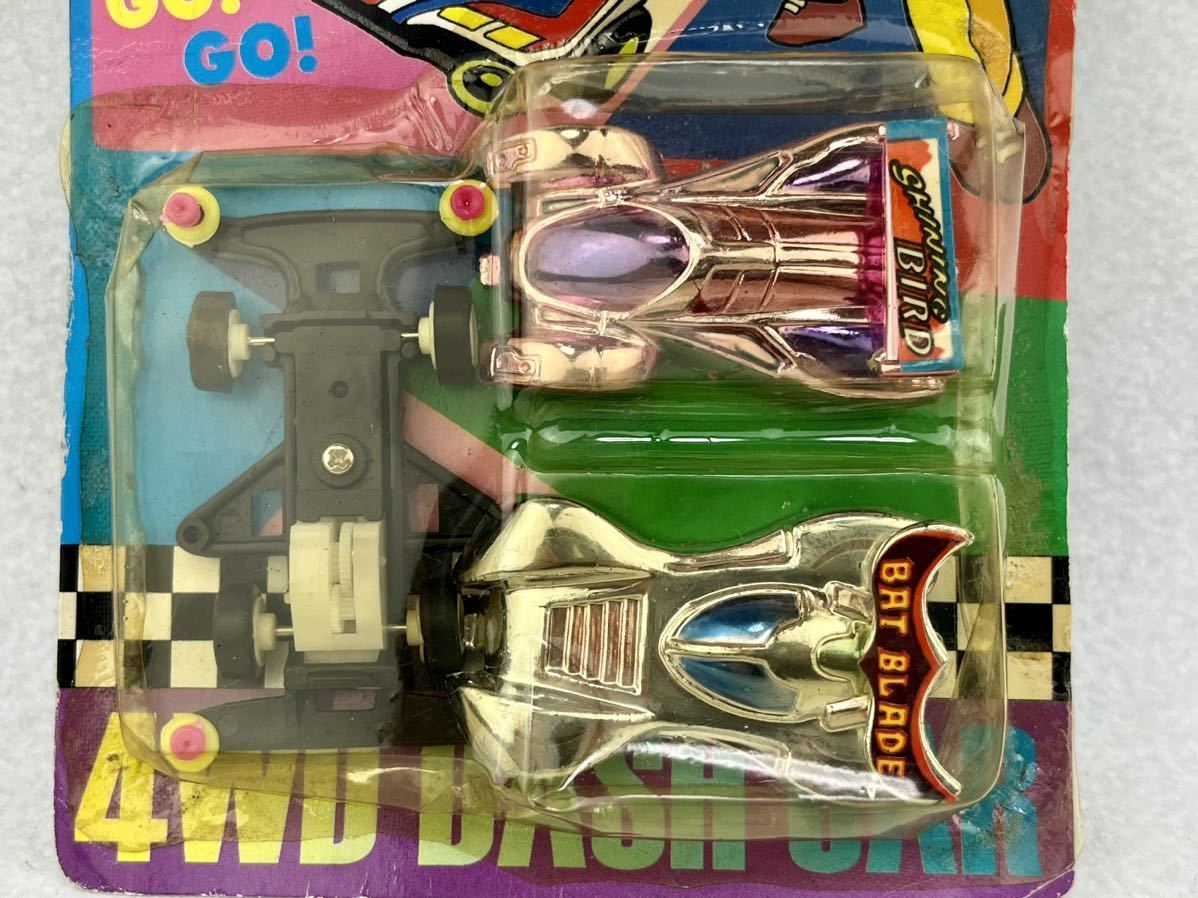 GO!
GO!
SHINING
BIRD
BAT BLADE
4WD DASH CAR